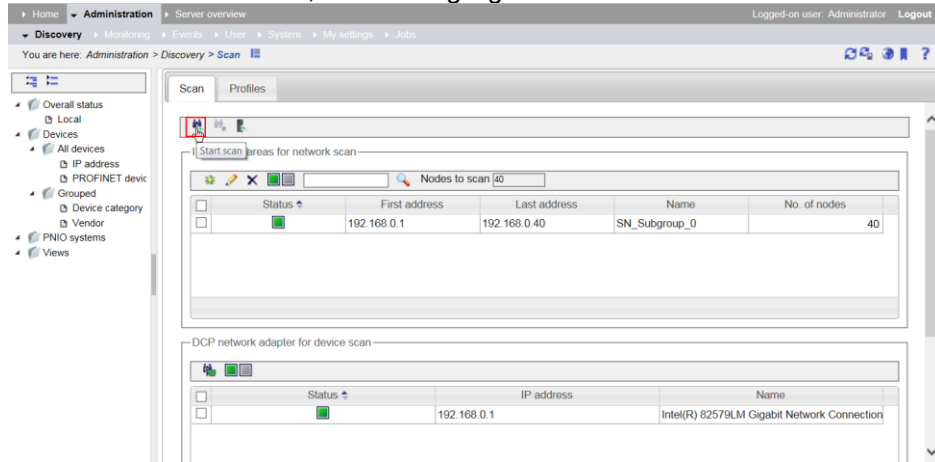 Home Administration Server overview Logged-on user: Administrator Logout
Discovery Monitoring Events User System My settings Jobs
You are here: Administration > Discovery > Scan ?
Scan Profiles
Overall status
Local
Devices
All devices
IP address
PROFINET devic
Grouped
Device category
Vendor
PNIO systems
Views
Start scan
areas for network scan
Nodes to scan 40
Status First address Last address Name No. of nodes
192.168.0.1 192.168.0.40 SN_Subgroup_0 40
DCP network adapter for device scan
Status IP address Name
192.168.0.1 Intel(R) 82579LM Gigabit Network Connection